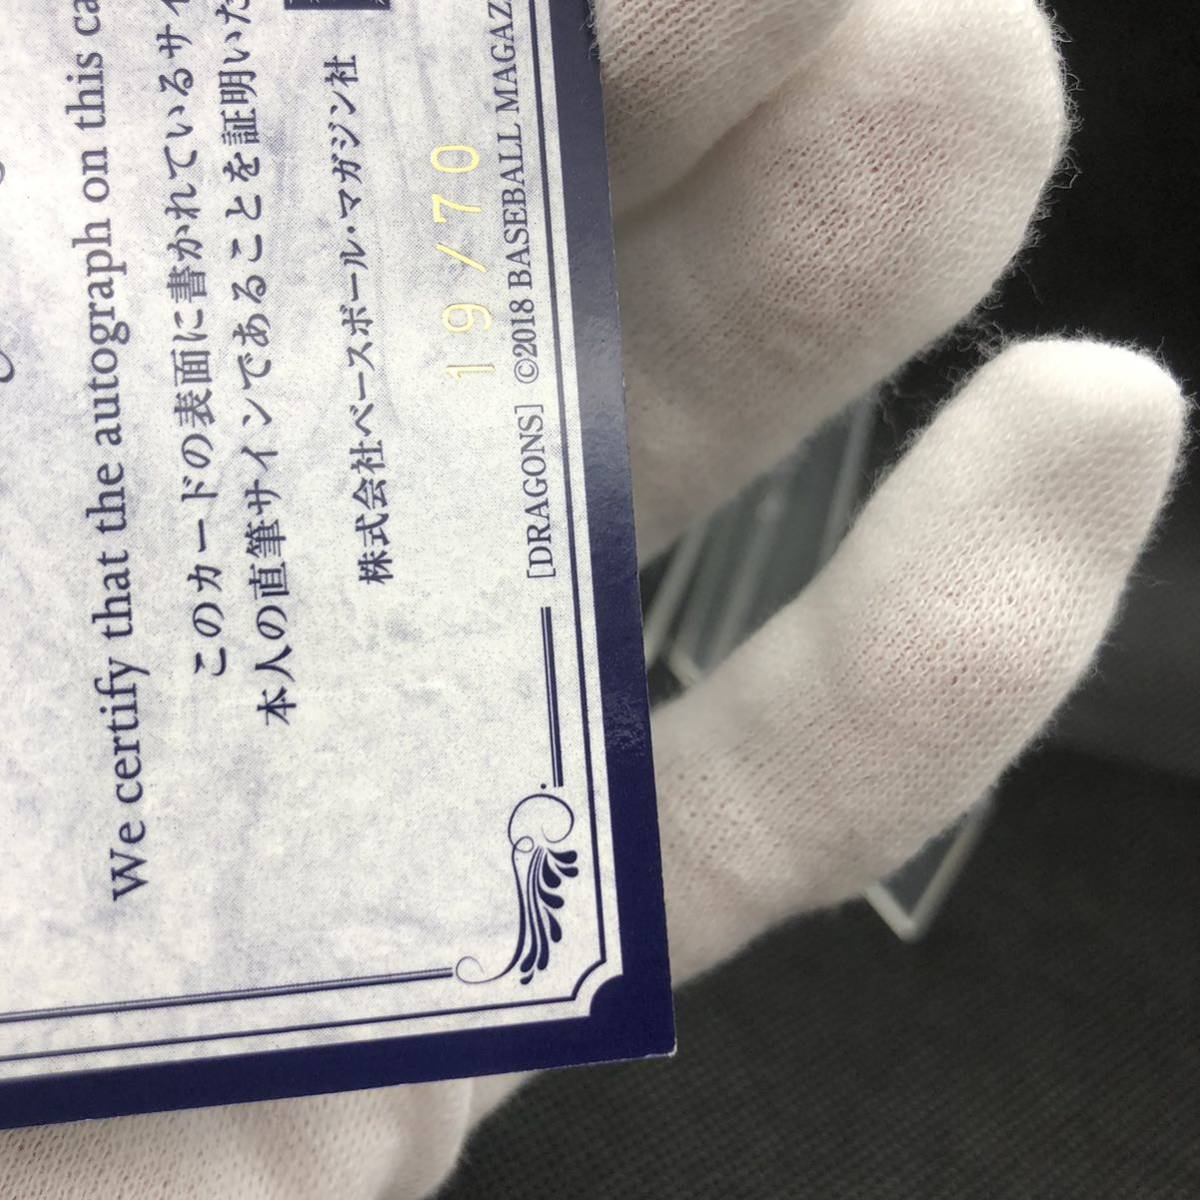 We certify that the autograph on this ca
このカードの表面に書かれているサイ
本人の直筆サインであることを証明いた
株式会社ベースボール・マガジン社
19/70
[DRAGONS] ©2018 BASEBALL MAGAZ